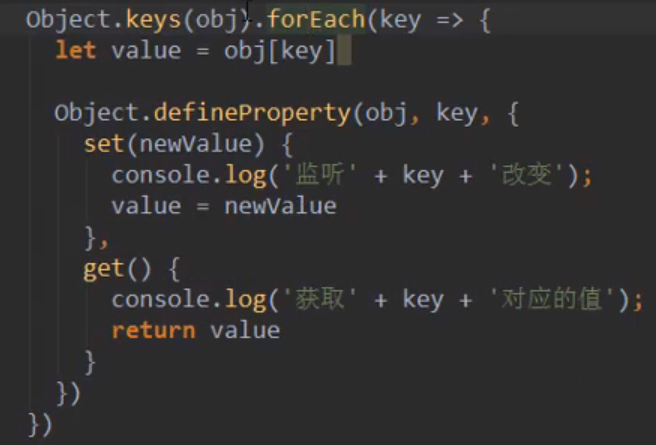 Object.keys(obj).forEach(key => {
let value = obj[key]
Object.defineProperty(obj, key, {
set(newValue) {
console.log('监听' + key + '改变');
value = newValue
},
get() {
console.log('获取' + key + '对应的值');
return value
}
})
})